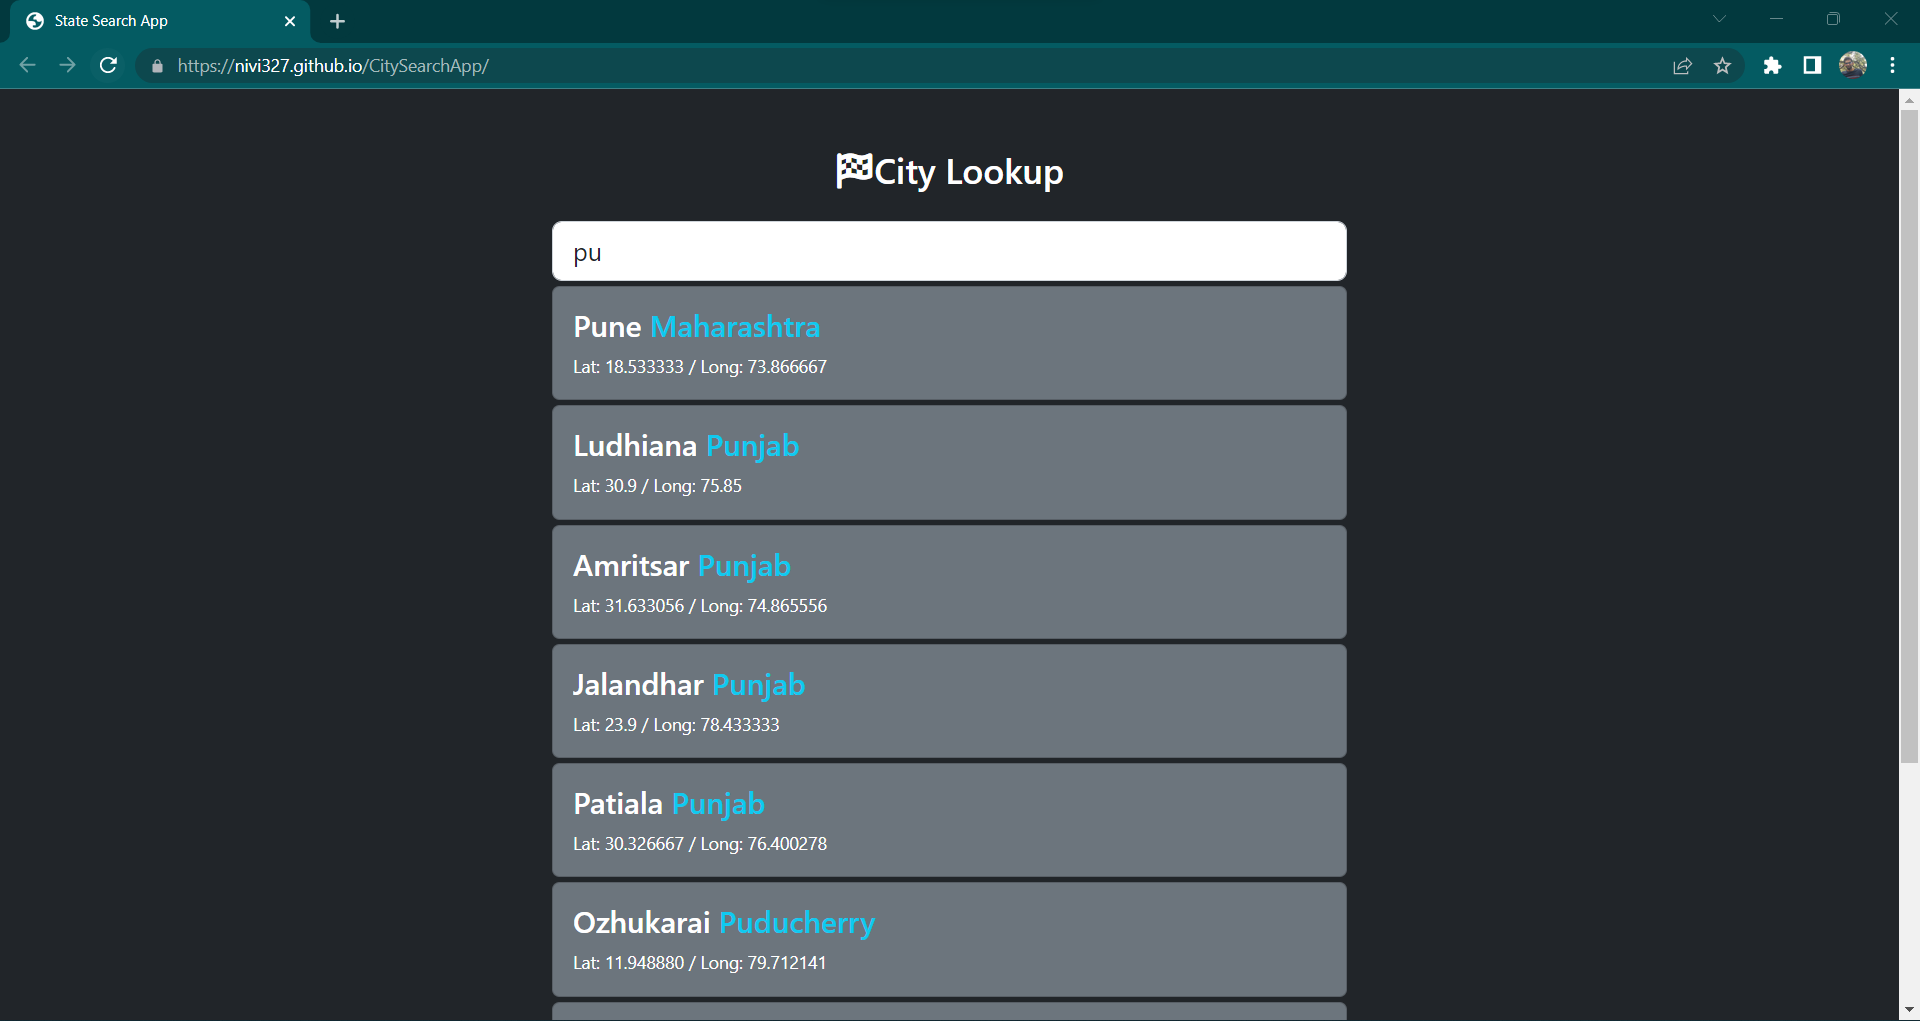 State Search App
https://nivi327.github.io/CitySearchApp/
City Lookup
pu
Pune Maharashtra
Lat: 18.533333 / Long: 73.866667
Ludhiana Punjab
Lat: 30.9 / Long: 75.85
Amritsar Punjab
Lat: 31.633056 / Long: 74.865556
Jalandhar Punjab
Lat: 23.9 / Long: 78.433333
Patiala Punjab
Lat: 30.326667 / Long: 76.400278
Ozhukarai Puducherry
Lat: 11.948880 / Long: 79.712141